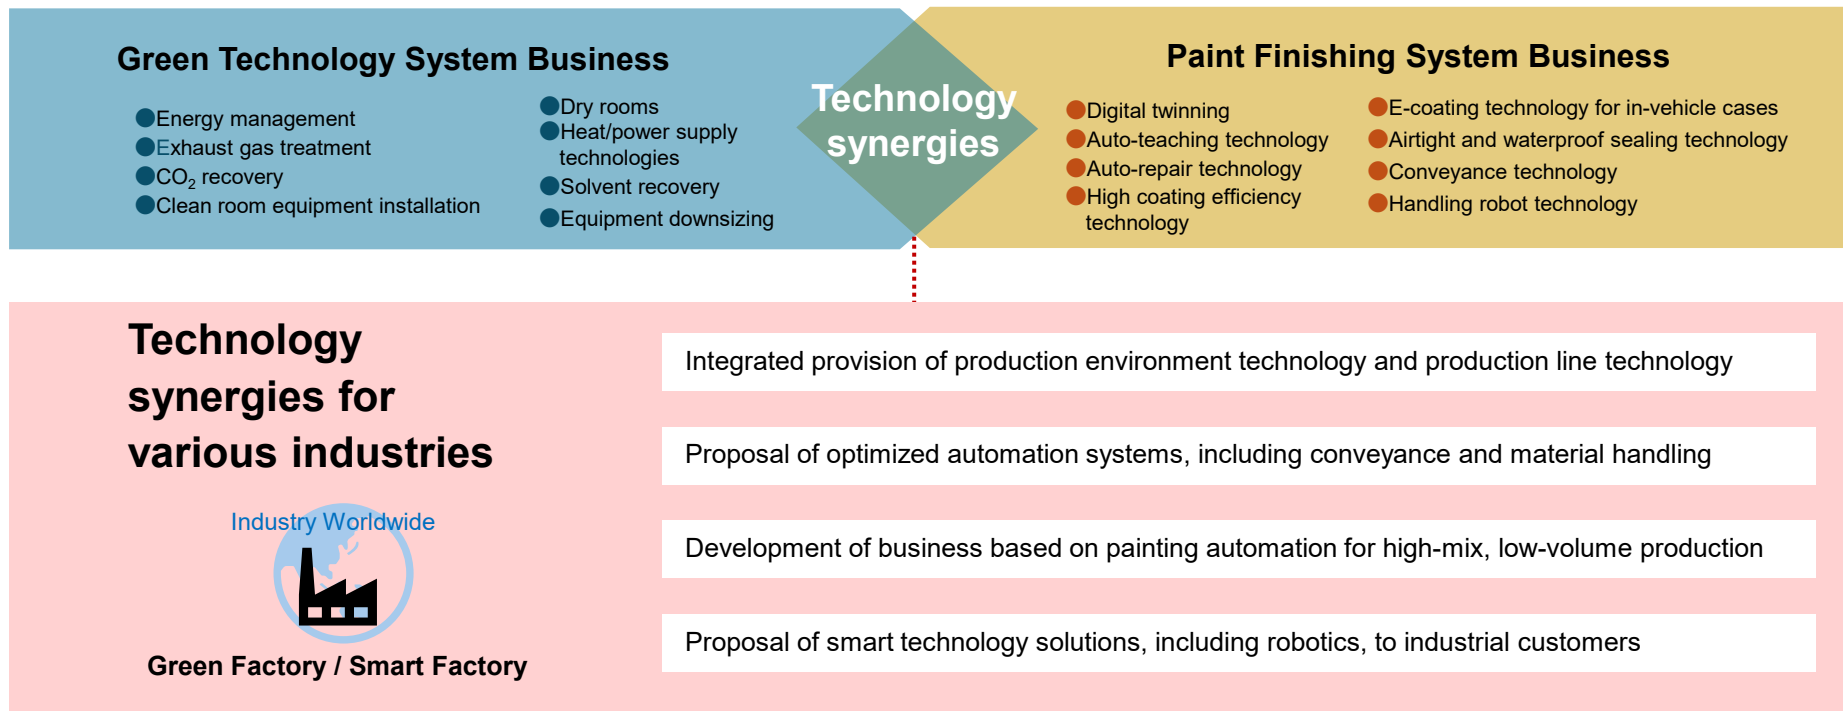 Green Technology System Business
●Energy management
●Exhaust gas treatment
●CO₂ recovery
●Clean room equipment installation
●Dry rooms
●Heat/power supply
technologies
●Solvent recovery
●Equipment downsizing
Technology
synergies
Paint Finishing System Business
●Digital twinning
●Auto-teaching technology
●Auto-repair technology
●High coating efficiency
technology
●E-coating technology for in-vehicle cases
●Airtight and waterproof sealing technology
●Conveyance technology
●Handling robot technology
Technology
synergies for
various industries
Industry Worldwide
Green Factory / Smart Factory
Integrated provision of production environment technology and production line technology
Proposal of optimized automation systems, including conveyance and material handling
Development of business based on painting automation for high-mix, low-volume production
Proposal of smart technology solutions, including robotics, to industrial customers